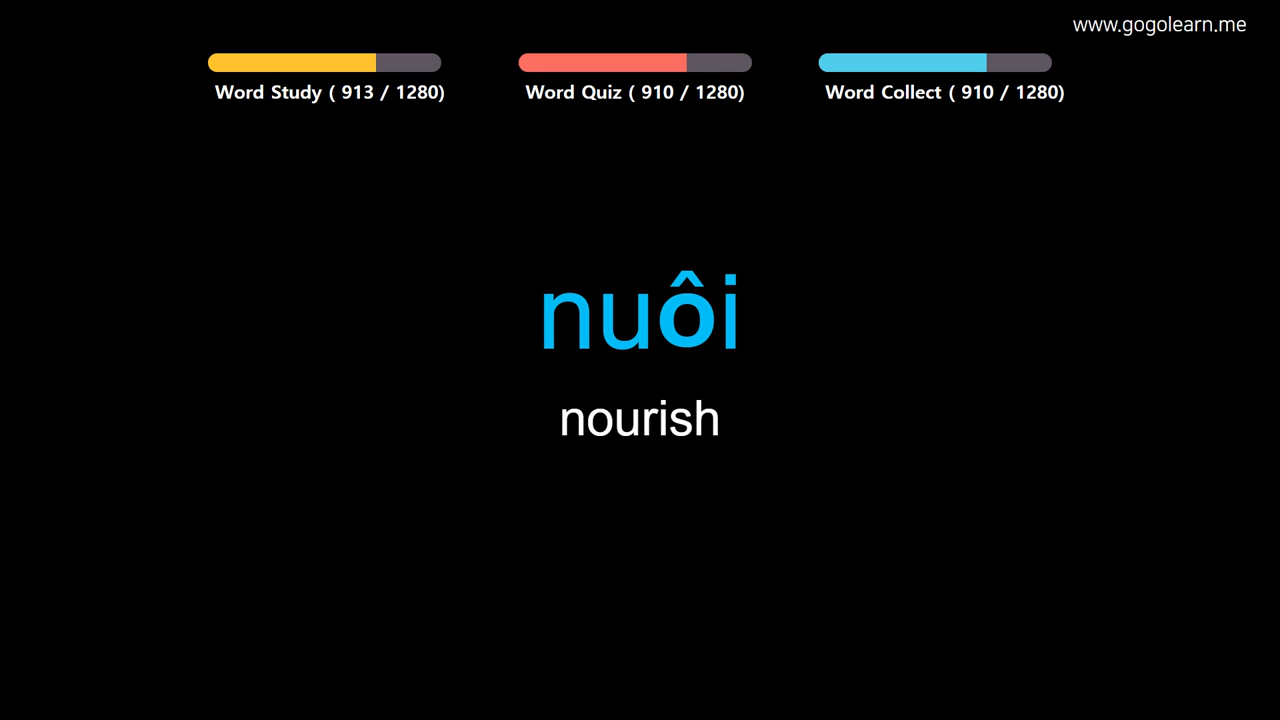 www.gogolearn.me
Word Study ( 913 / 1280)
Word Quiz ( 910 / 1280)
Word Collect ( 910 / 1280)
nuôi
nourish